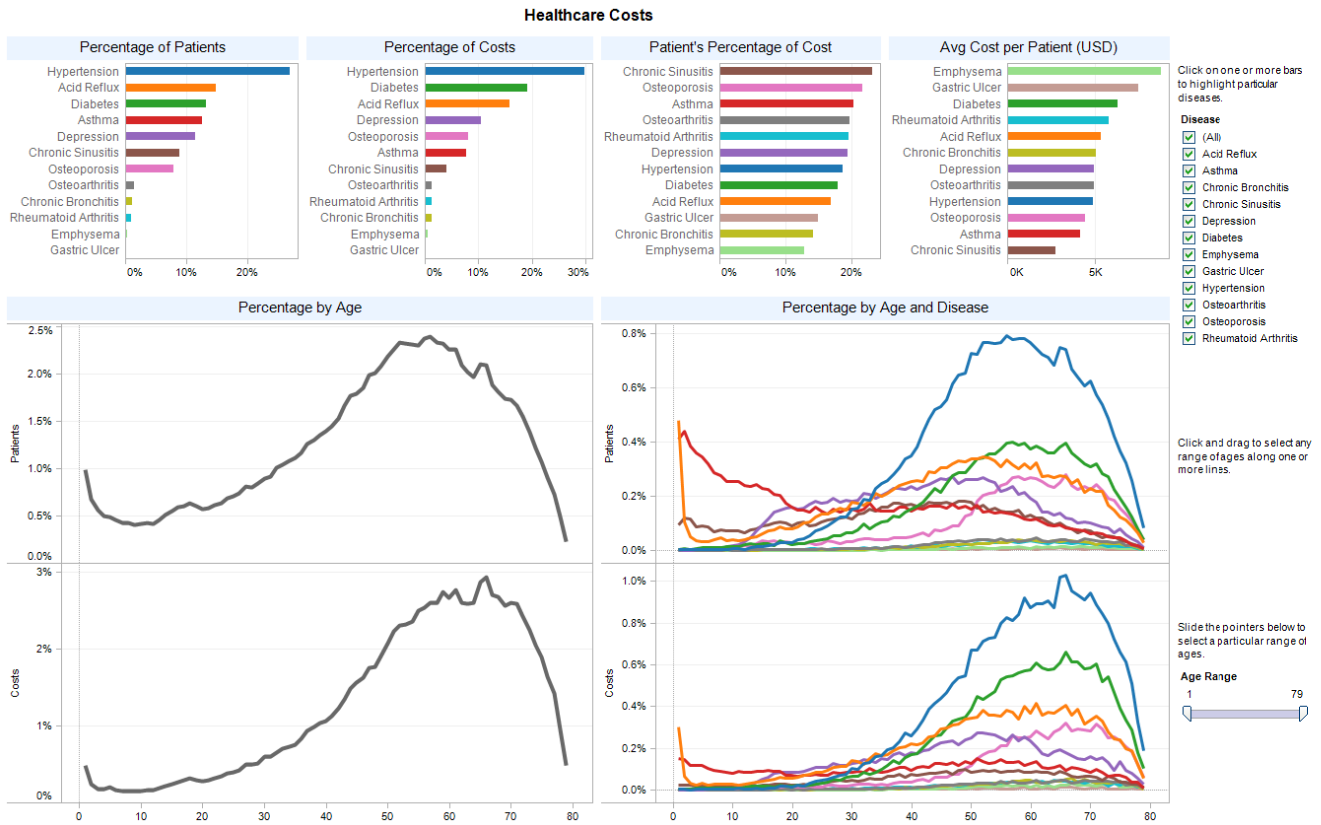 Healthcare Costs
Percentage of Patients
Hypertension
Acid Reflux
Diabetes
Asthma
Depression
Chronic Sinusitis
Osteoporosis
Osteoarthritis
Chronic Bronchitis
Rheumatoid Arthritis
Emphysema
Gastric Ulcer
0% 10% 20%
Percentage of Costs
Hypertension
Diabetes
Acid Reflux
Depression
Osteoporosis
Asthma
Chronic Sinusitis
Osteoarthritis
Rheumatoid Arthritis
Chronic Bronchitis
Emphysema
Gastric Ulcer
0% 10% 20% 30%
Patient's Percentage of Cost
Chronic Sinusitis
Osteoporosis
Asthma
Osteoarthritis
Rheumatoid Arthritis
Depression
Hypertension
Diabetes
Acid Reflux
Gastric Ulcer
Chronic Bronchitis
Emphysema
0% 10% 20%
Avg Cost per Patient (USD)
Emphysema
Gastric Ulcer
Diabetes
Rheumatoid Arthritis
Acid Reflux
Chronic Bronchitis
Depression
Osteoarthritis
Hypertension
Osteoporosis
Asthma
Chronic Sinusitis
0K 5K
Click on one or more bars
to highlight particular
diseases.
Disease
(All)
Acid Reflux
Asthma
Chronic Bronchitis
Chronic Sinusitis
Depression
Diabetes
Emphysema
Gastric Ulcer
Hypertension
Osteoarthritis
Osteoporosis
Rheumatoid Arthritis
Percentage by Age
2.5%
2.0%
1.5%
1.0%
0.5%
0.0%
Patients
3%
2%
1%
0%
Costs
0 10 20 30 40 50 60 70 80
Percentage by Age and Disease
0.8%
0.6%
0.4%
0.2%
0.0%
Patients
1.0%
0.8%
0.6%
0.4%
0.2%
0.0%
Costs
0 10 20 30 40 50 60 70 80
Click and drag to select any
range of ages along one or
more lines.
Slide the pointers below to
select a particular range of
ages.
Age Range
1 79